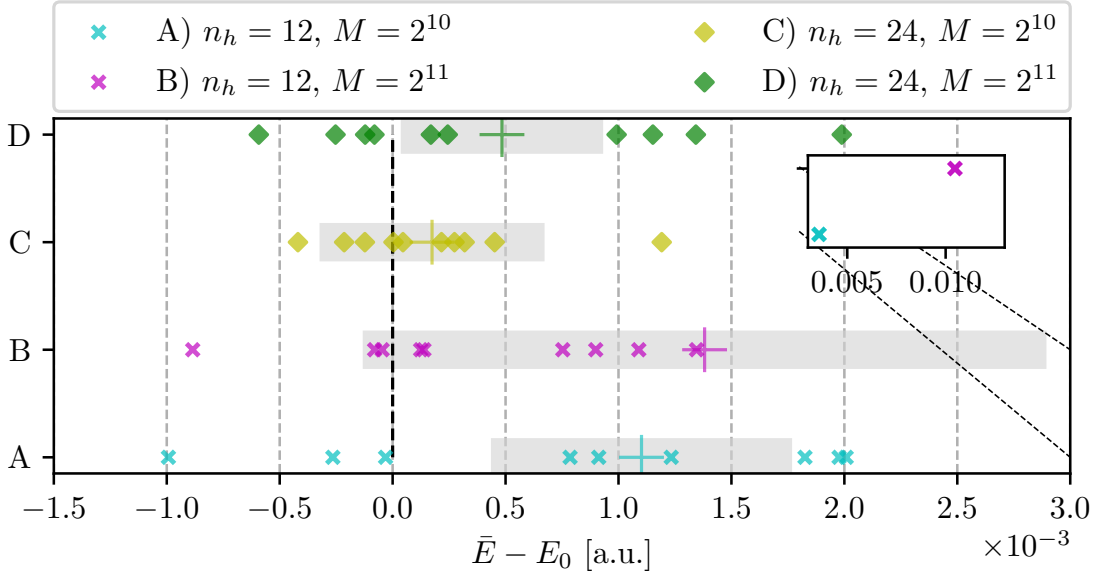 A) n_h = 12, M = 2^10
C) n_h = 24, M = 2^10
B) n_h = 12, M = 2^11
D) n_h = 24, M = 2^11
D
C
0.005 0.010
B
A
−1.5 −1.0 −0.5 0.0 0.5 1.0 1.5 2.0 2.5 3.0
Ē − E_0 [a.u.]
×10^−3